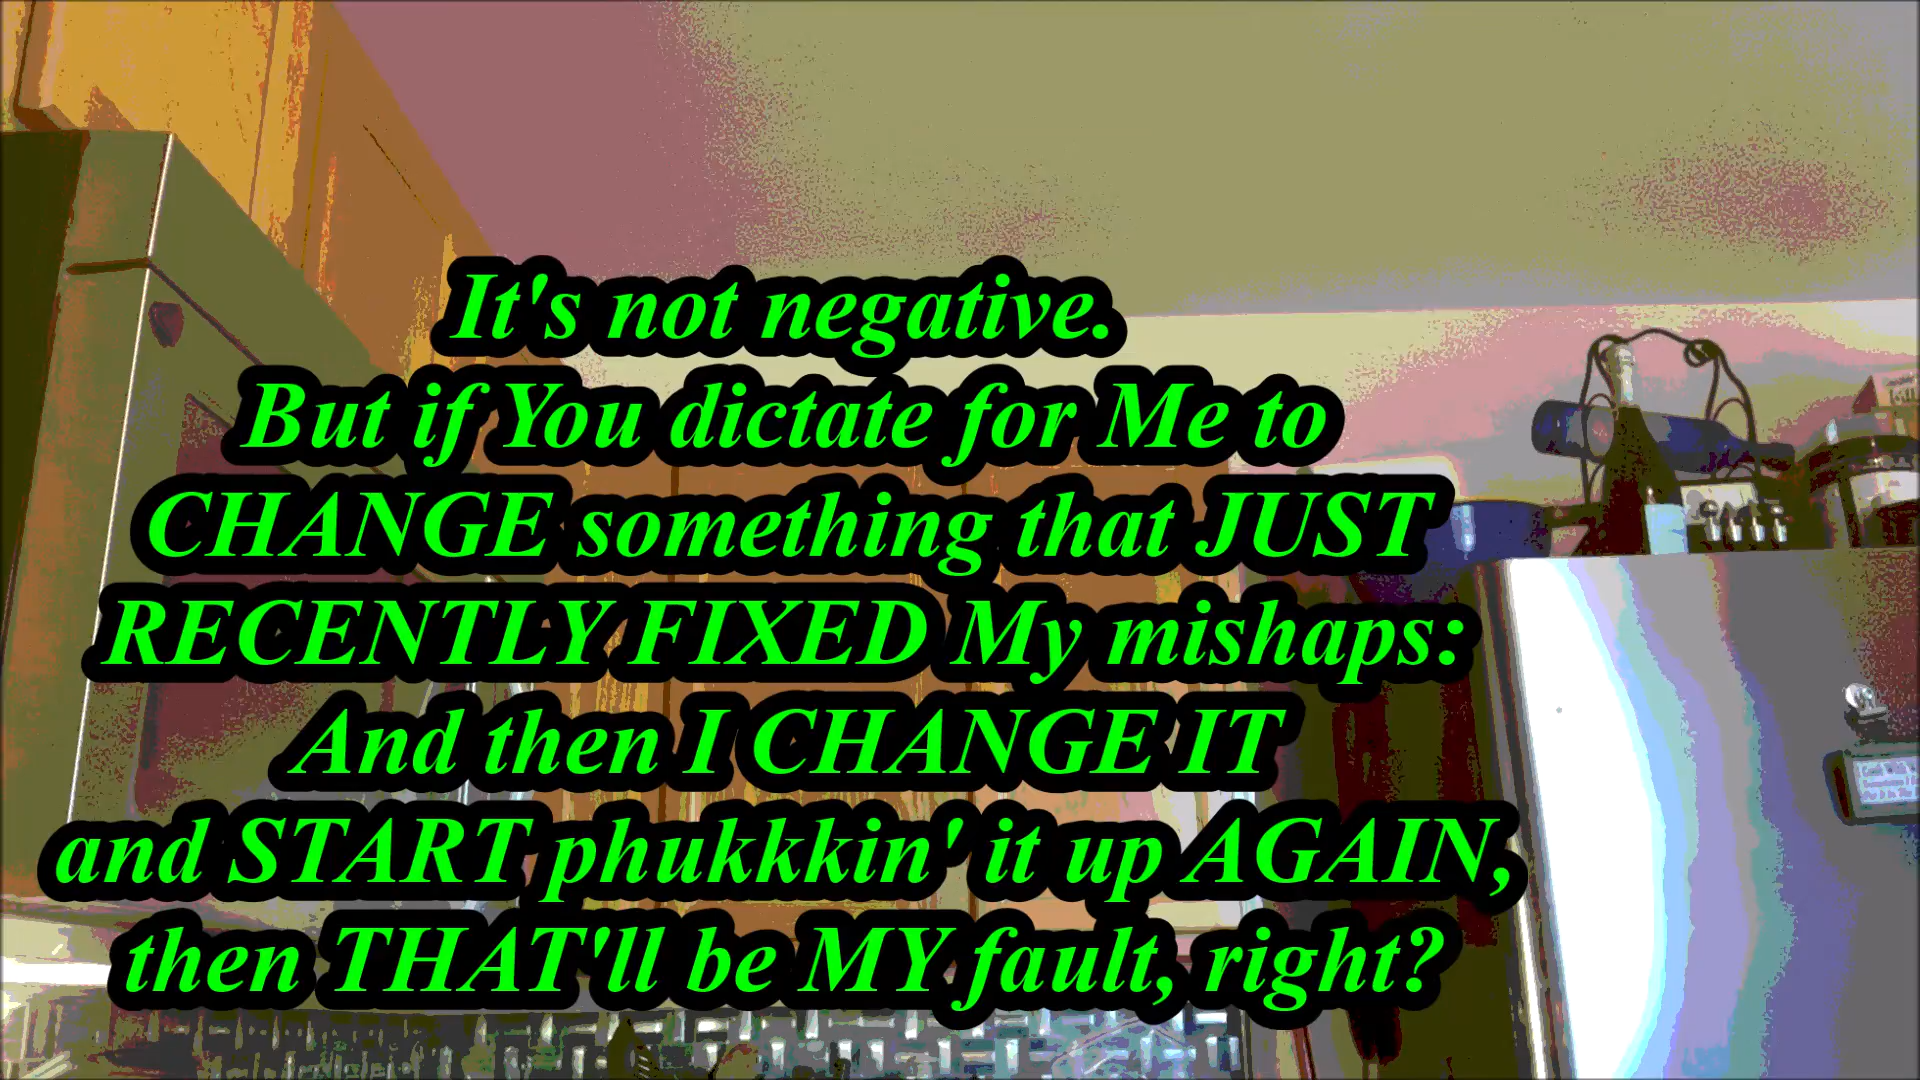 It's not negative.
But if You dictate for Me to
CHANGE something that JUST
RECENTLY FIXED My mishaps:
And then I CHANGE IT
and START phukkkin' it up AGAIN,
then THAT'll be MY fault, right?